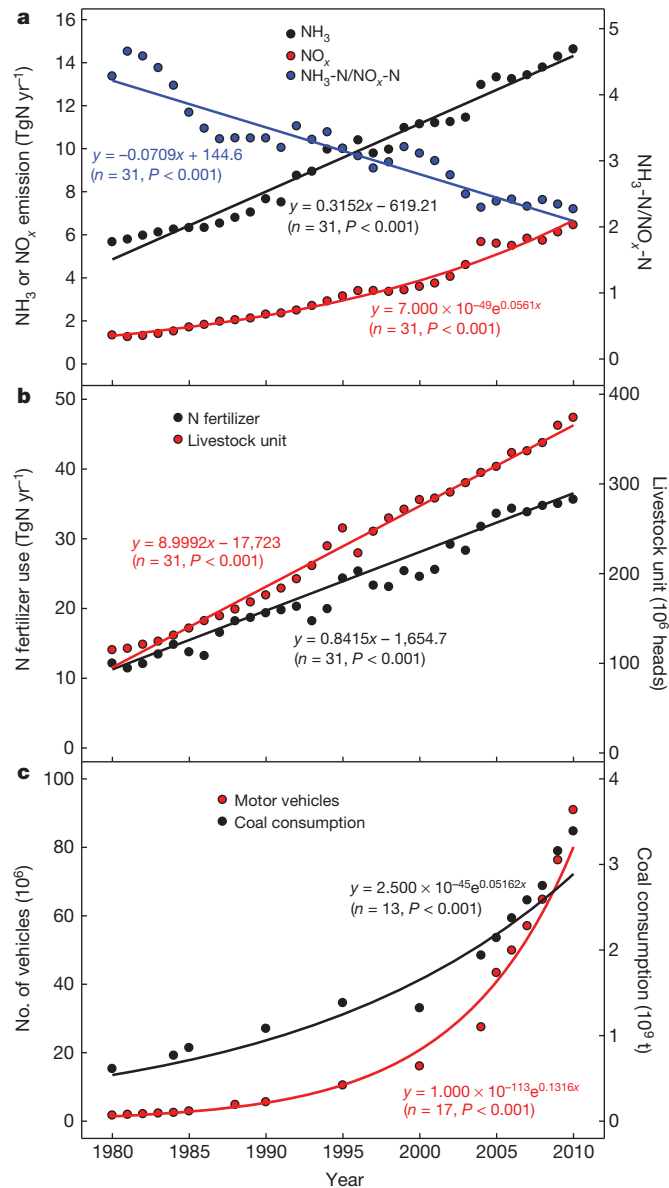 a
NH₃
NOₓ
NH₃-N/NOₓ-N
NH₃ or NOₓ emission (TgN yr⁻¹)
16
14
12
10
8
6
4
2
0
NH₃-N/NOₓ-N
5
4
3
2
1
0
y = –0.0709x + 144.6
(n = 31, P < 0.001)
y = 0.3152x – 619.21
(n = 31, P < 0.001)
y = 7.000 × 10⁻⁴⁹e⁰·⁰⁵⁶¹ˣ
(n = 31, P < 0.001)
b
N fertilizer
Livestock unit
N fertilizer use (TgN yr⁻¹)
50
40
30
20
10
0
Livestock unit (10⁶ heads)
400
300
200
100
0
y = 8.9992x – 17,723
(n = 31, P < 0.001)
y = 0.8415x – 1,654.7
(n = 31, P < 0.001)
c
Motor vehicles
Coal consumption
No. of vehicles (10⁶)
100
80
60
40
20
0
Coal consumption (10⁹ t)
4
3
2
1
0
y = 2.500 × 10⁻⁴⁵e⁰·⁰⁵¹⁶²ˣ
(n = 13, P < 0.001)
y = 1.000 × 10⁻¹¹³e⁰·¹³¹⁶ˣ
(n = 17, P < 0.001)
1980 1985 1990 1995 2000 2005 2010
Year